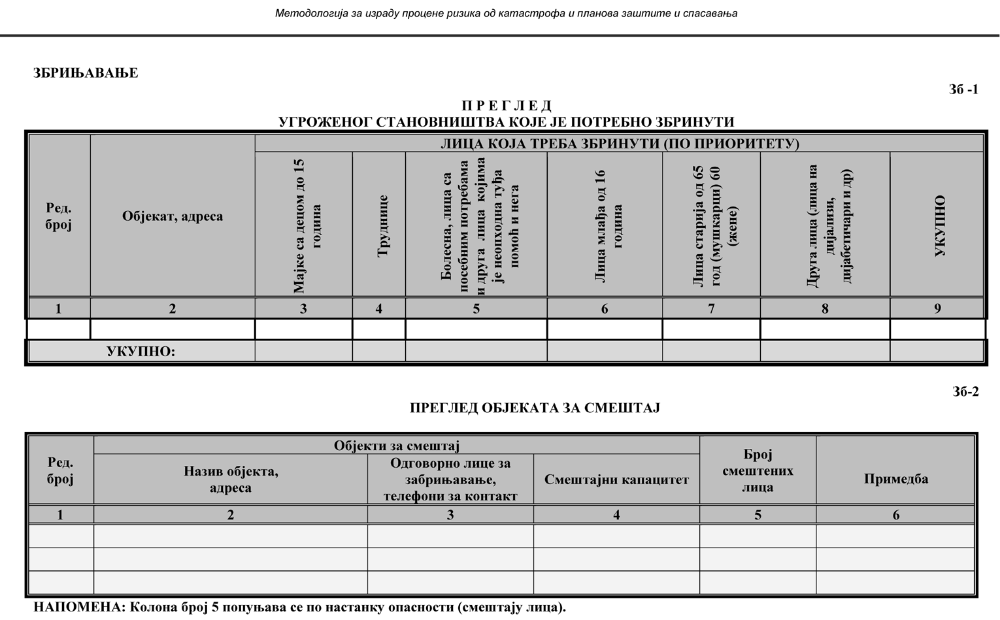 Методологија за израду процене ризика од катастрофа и планова заштите и спасавања
ЗБРИЊАВАЊЕ
Зб -1
П Р Е Г Л Е Д
УГРОЖЕНОГ СТАНОВНИШТВА КОЈЕ ЈЕ ПОТРЕБНО ЗБРИНУТИ
Ред.
број
Објекат, адреса
ЛИЦА КОЈА ТРЕБА ЗБРИНУТИ (ПО ПРИОРИТЕТУ)
Мајке са децом до 15
година
Труднице
Болесна, лица са
посебним потребама
и друга лица којима
је неопходна туђа
помоћ и нега
Лица млађа од 16
година
Лица старија од 65
год (мушкарци) 60
(жене)
Друга лица (лица на
дијализи,
дијабетичари и др)
УКУПНО
1 2 3 4 5 6 7 8 9
УКУПНО:
Зб-2
ПРЕГЛЕД ОБЈЕКАТА ЗА СМЕШТАЈ
Ред.
број
Објекти за смештај
Назив објекта,
адреса
Одговорно лице за
забрињавање,
телефони за контакт
Смештајни капацитет
Број
смештених
лица
Примедба
1 2 3 4 5 6
НАПОМЕНА: Колона број 5 попуњава се по настанку опасности (смештају лица).